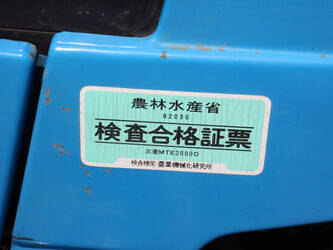 農林水産省
82030
検査合格証票
三菱MTE2000D
検査機関：農業機械化研究所